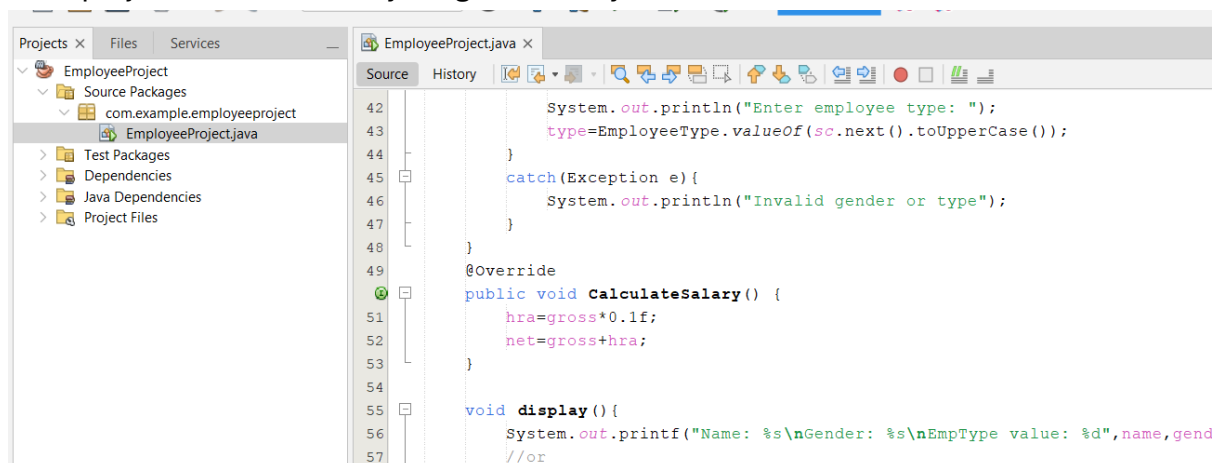 Projects Files Services
EmployeeProject
Source Packages
com.example.employeeproject
EmployeeProject.java
Test Packages
Dependencies
Java Dependencies
Project Files
EmployeeProject.java
Source History
42 System.out.println("Enter employee type: ");
43 type=EmployeeType.valueOf(sc.next().toUpperCase());
44 }
45 catch(Exception e){
46 System.out.println("Invalid gender or type");
47 }
48 }
49 @Override
public void CalculateSalary() {
51 hra=gross*0.1f;
52 net=gross+hra;
53 }
54
55 void display(){
56 System.out.printf("Name: %s\nGender: %s\nEmpType value: %d",name,gend
57 //or